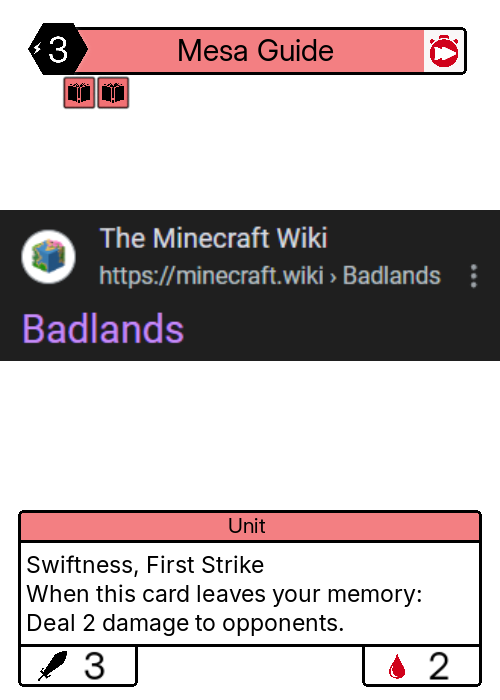 3
Mesa Guide
The Minecraft Wiki
https://minecraft.wiki › Badlands
Badlands
Unit
Swiftness, First Strike
When this card leaves your memory:
Deal 2 damage to opponents.
3
2